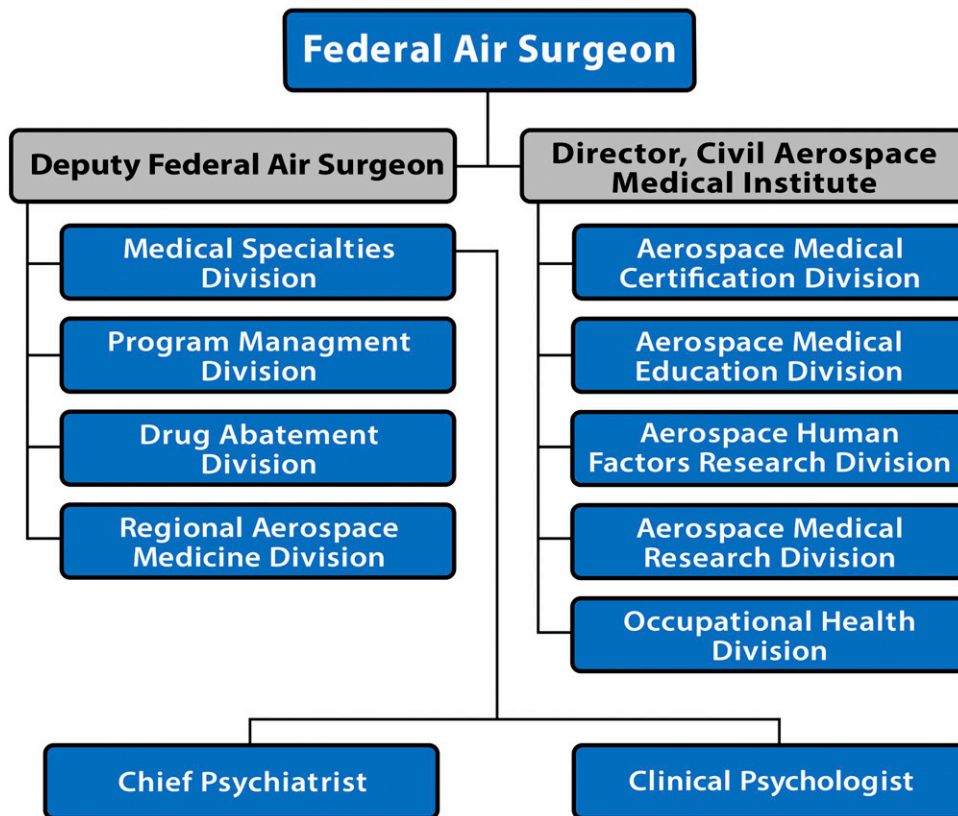 Federal Air Surgeon
Deputy Federal Air Surgeon
Director, Civil Aerospace
Medical Institute
Medical Specialties
Division
Program Managment
Division
Drug Abatement
Division
Regional Aerospace
Medicine Division
Aerospace Medical
Certification Division
Aerospace Medical
Education Division
Aerospace Human
Factors Research Division
Aerospace Medical
Research Division
Occupational Health
Division
Chief Psychiatrist
Clinical Psychologist